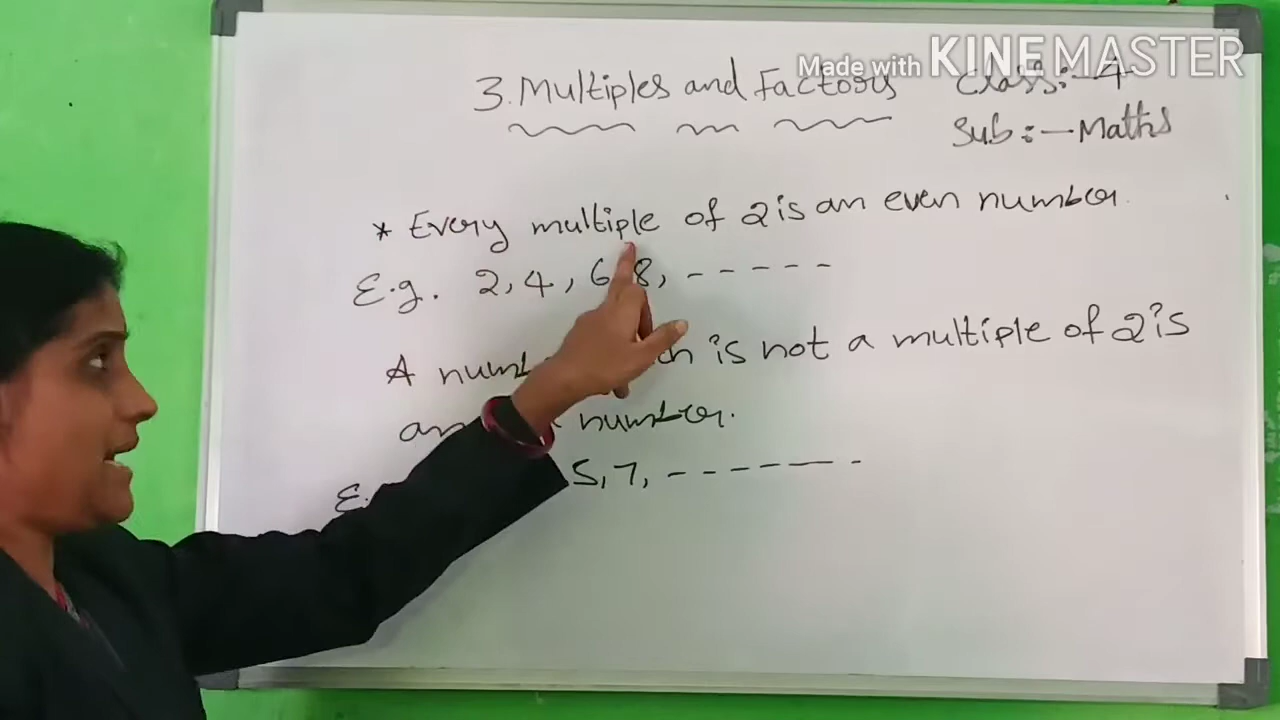 Made with KINEMASTER
3. Multiples and Factors
Class:- 4
Sub:- Maths
* Every multiple of 2 is an even number.
E.g. 2, 4, 6, 8, - - - - -
A is not a multiple of 2 is
number.
5, 7, - - - - - - -